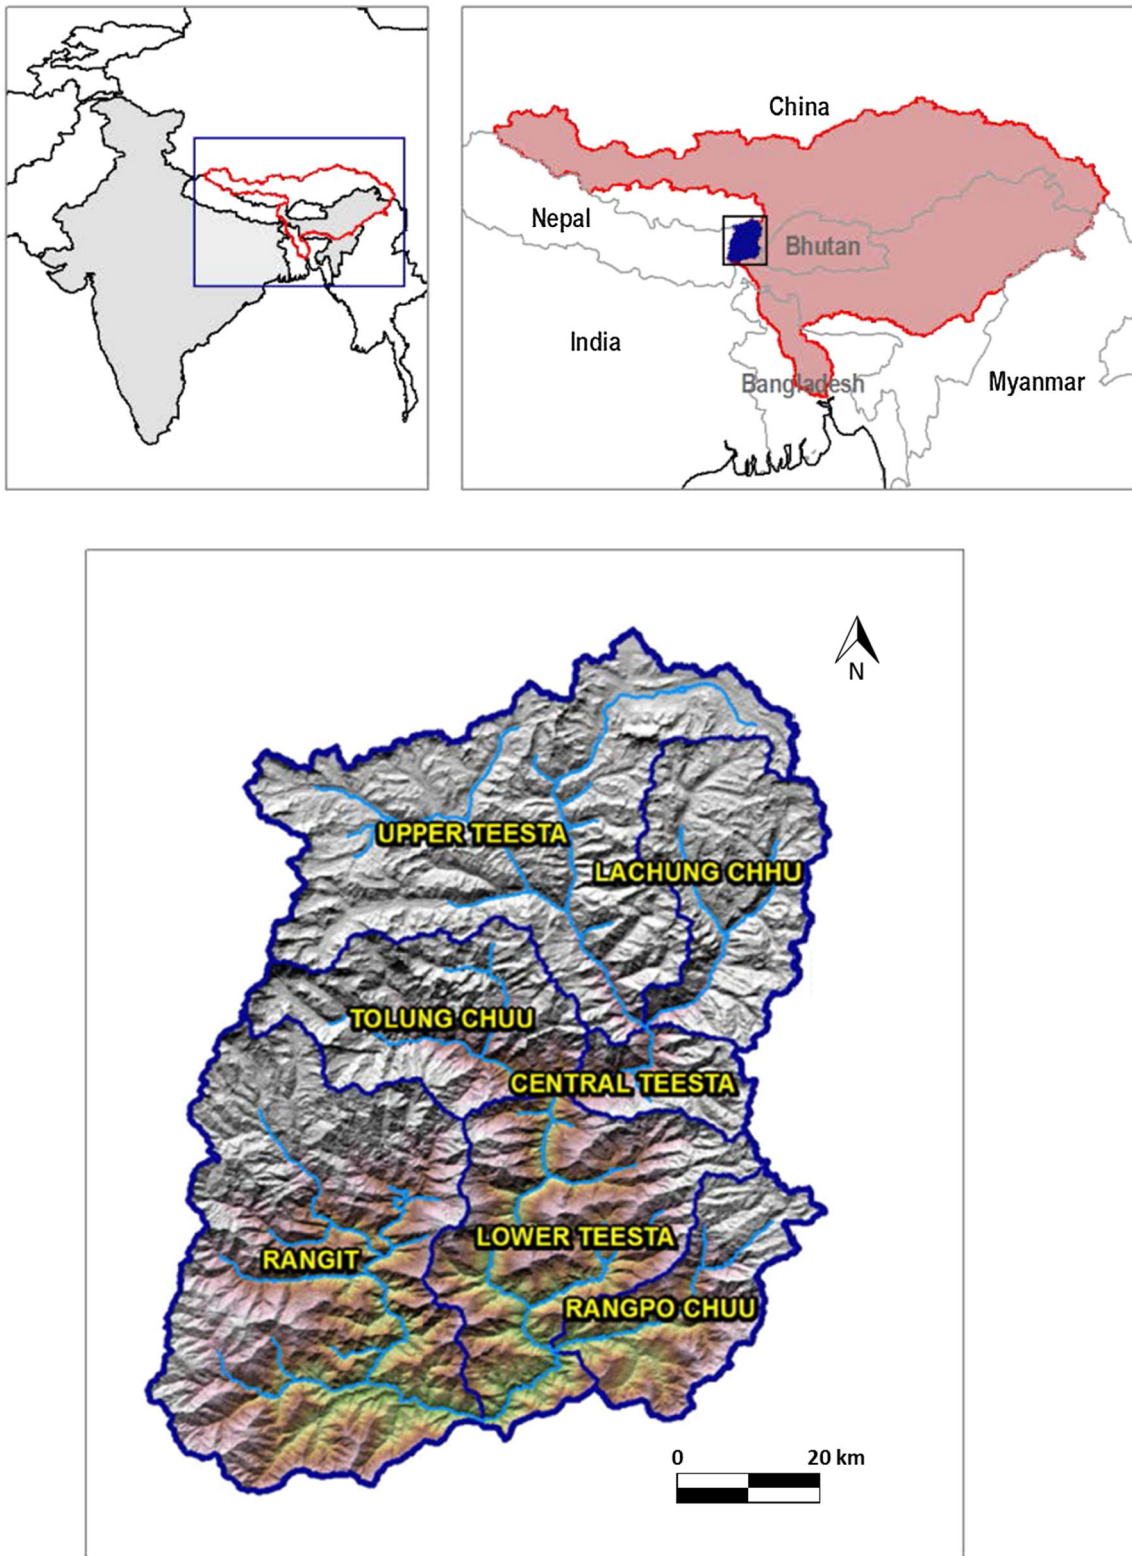 China
Nepal
Bhutan
India
Bangladesh
Myanmar
N
UPPER TEESTA
LACHUNG CHHU
TOLUNG CHUU
CENTRAL TEESTA
LOWER TEESTA
RANGIT
RANGPO CHUU
0 20 km